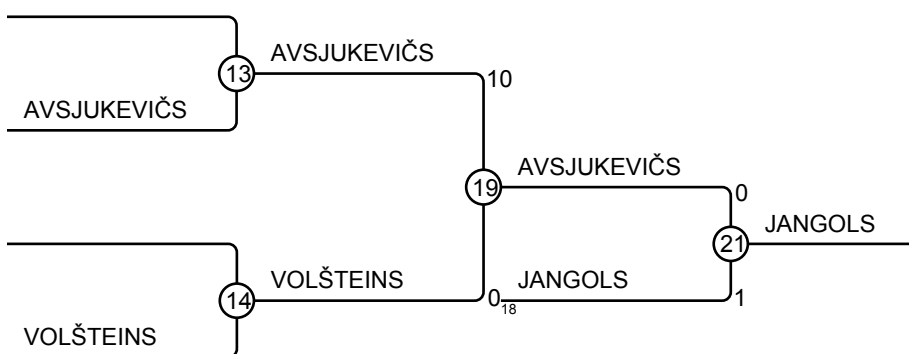 AVSJUKEVIČS
13
10
AVSJUKEVIČS
AVSJUKEVIČS
19
0
JANGOLS
21
VOLŠTEINS
JANGOLS
14
0
18
1
VOLŠTEINS